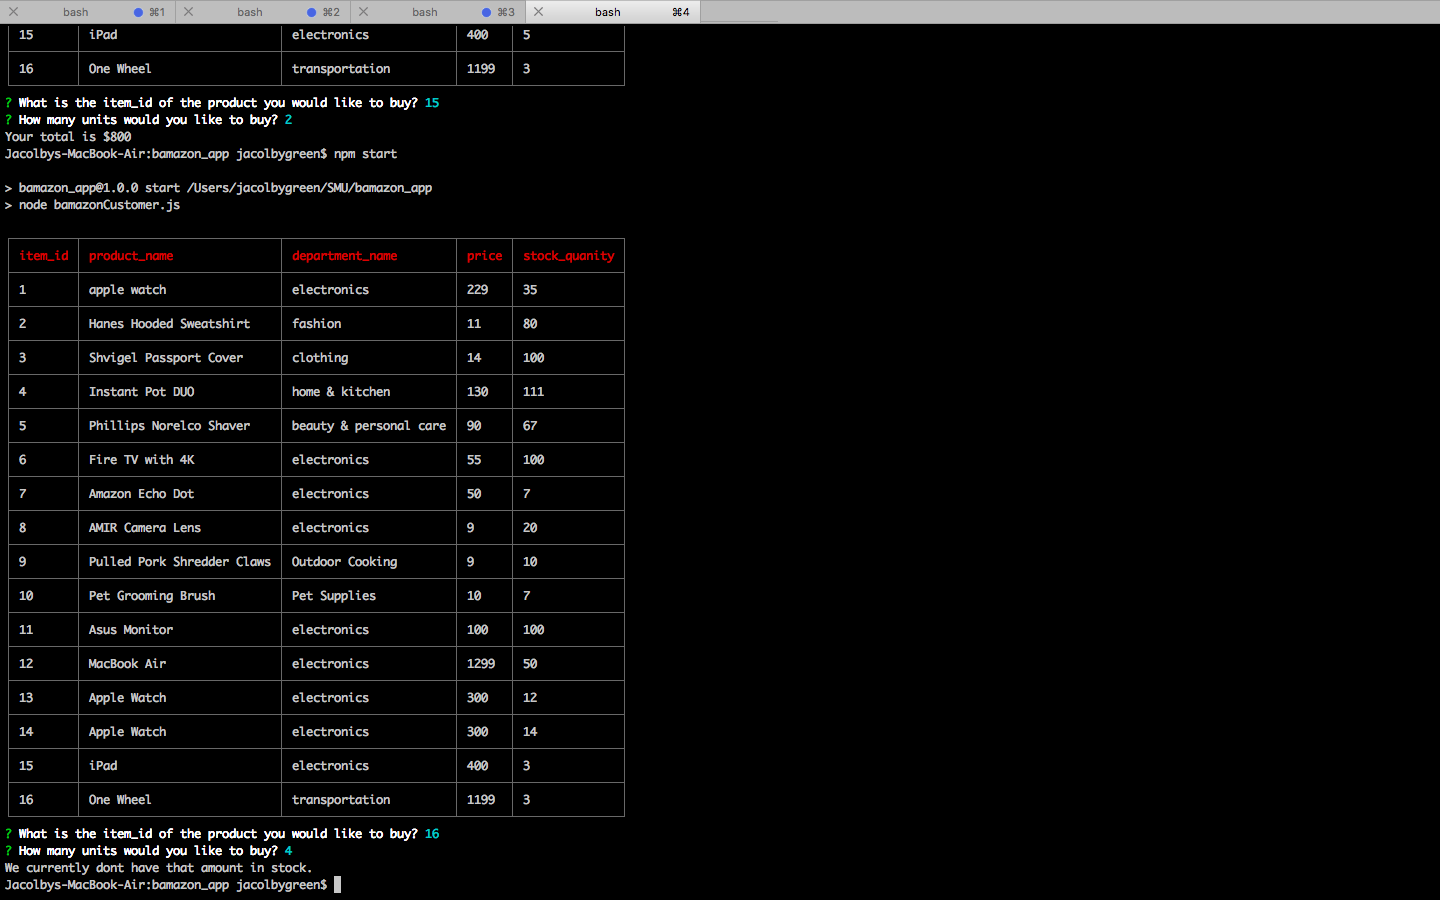 bash ⌘1 bash ⌘2 bash ⌘3 bash ⌘4
15 iPad electronics 400 5
16 One Wheel transportation 1199 3
? What is the item_id of the product you would like to buy? 15
? How many units would you like to buy? 2
Your total is $800
Jacolbys-MacBook-Air:bamazon_app jacolbygreen$ npm start
> bamazon_app@1.0.0 start /Users/jacolbygreen/SMU/bamazon_app
> node bamazonCustomer.js
item_id product_name department_name price stock_quanity
1 apple watch electronics 229 35
2 Hanes Hooded Sweatshirt fashion 11 80
3 Shvigel Passport Cover clothing 14 100
4 Instant Pot DUO home & kitchen 130 111
5 Phillips Norelco Shaver beauty & personal care 90 67
6 Fire TV with 4K electronics 55 100
7 Amazon Echo Dot electronics 50 7
8 AMIR Camera Lens electronics 9 20
9 Pulled Pork Shredder Claws Outdoor Cooking 9 10
10 Pet Grooming Brush Pet Supplies 10 7
11 Asus Monitor electronics 100 100
12 MacBook Air electronics 1299 50
13 Apple Watch electronics 300 12
14 Apple Watch electronics 300 14
15 iPad electronics 400 3
16 One Wheel transportation 1199 3
? What is the item_id of the product you would like to buy? 16
? How many units would you like to buy? 4
We currently dont have that amount in stock.
Jacolbys-MacBook-Air:bamazon_app jacolbygreen$